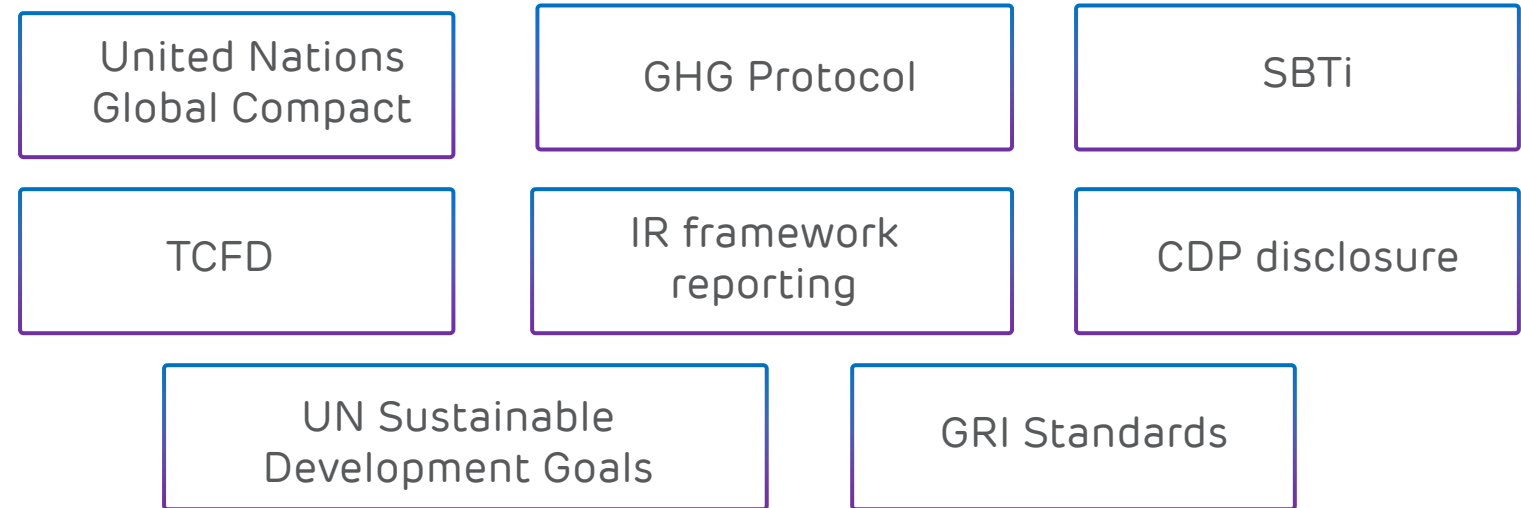 United Nations
Global Compact
GHG Protocol
SBTi
TCFD
IR framework
reporting
CDP disclosure
UN Sustainable
Development Goals
GRI Standards